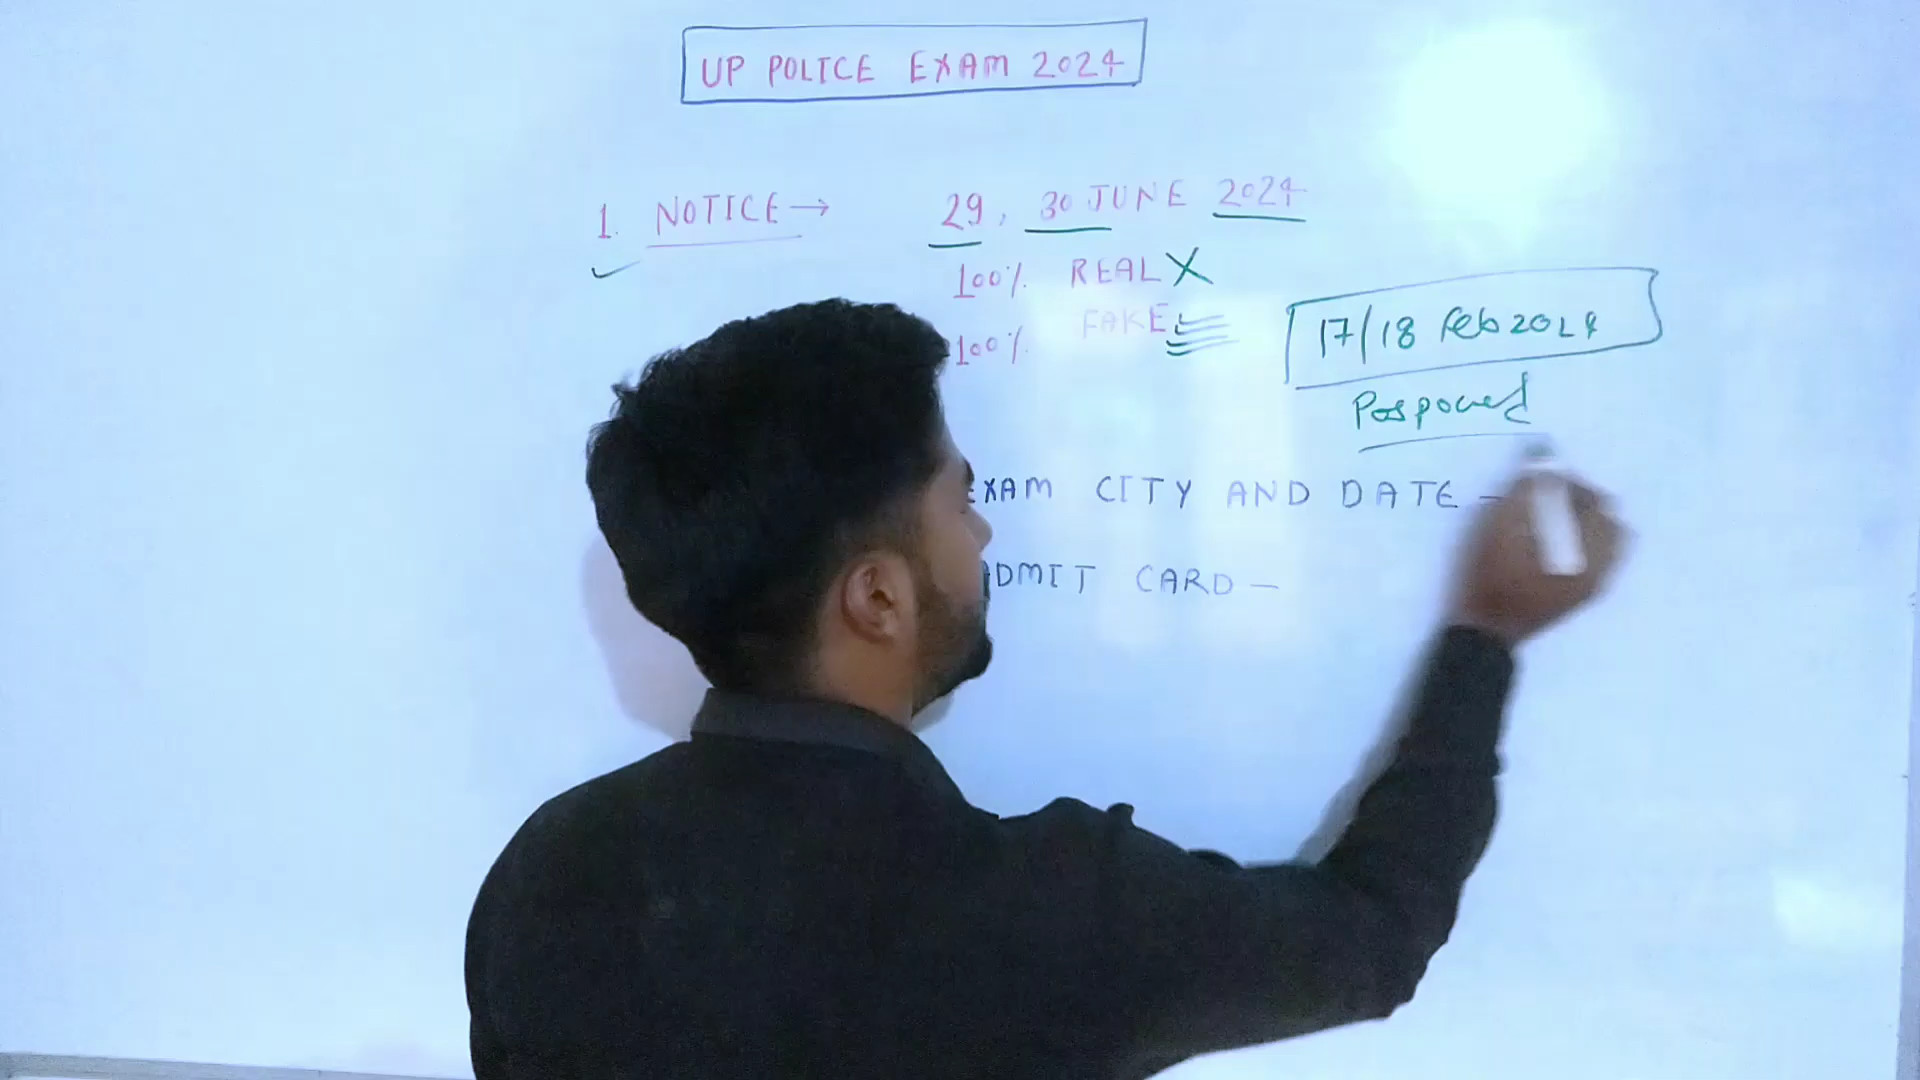 UP POLICE EXAM 2024
1. NOTICE → 29, 30 JUNE 2024
100% REAL X
100% FAKE
17/18 Feb 2024
Posponed
EXAM CITY AND DATE -
ADMIT CARD -